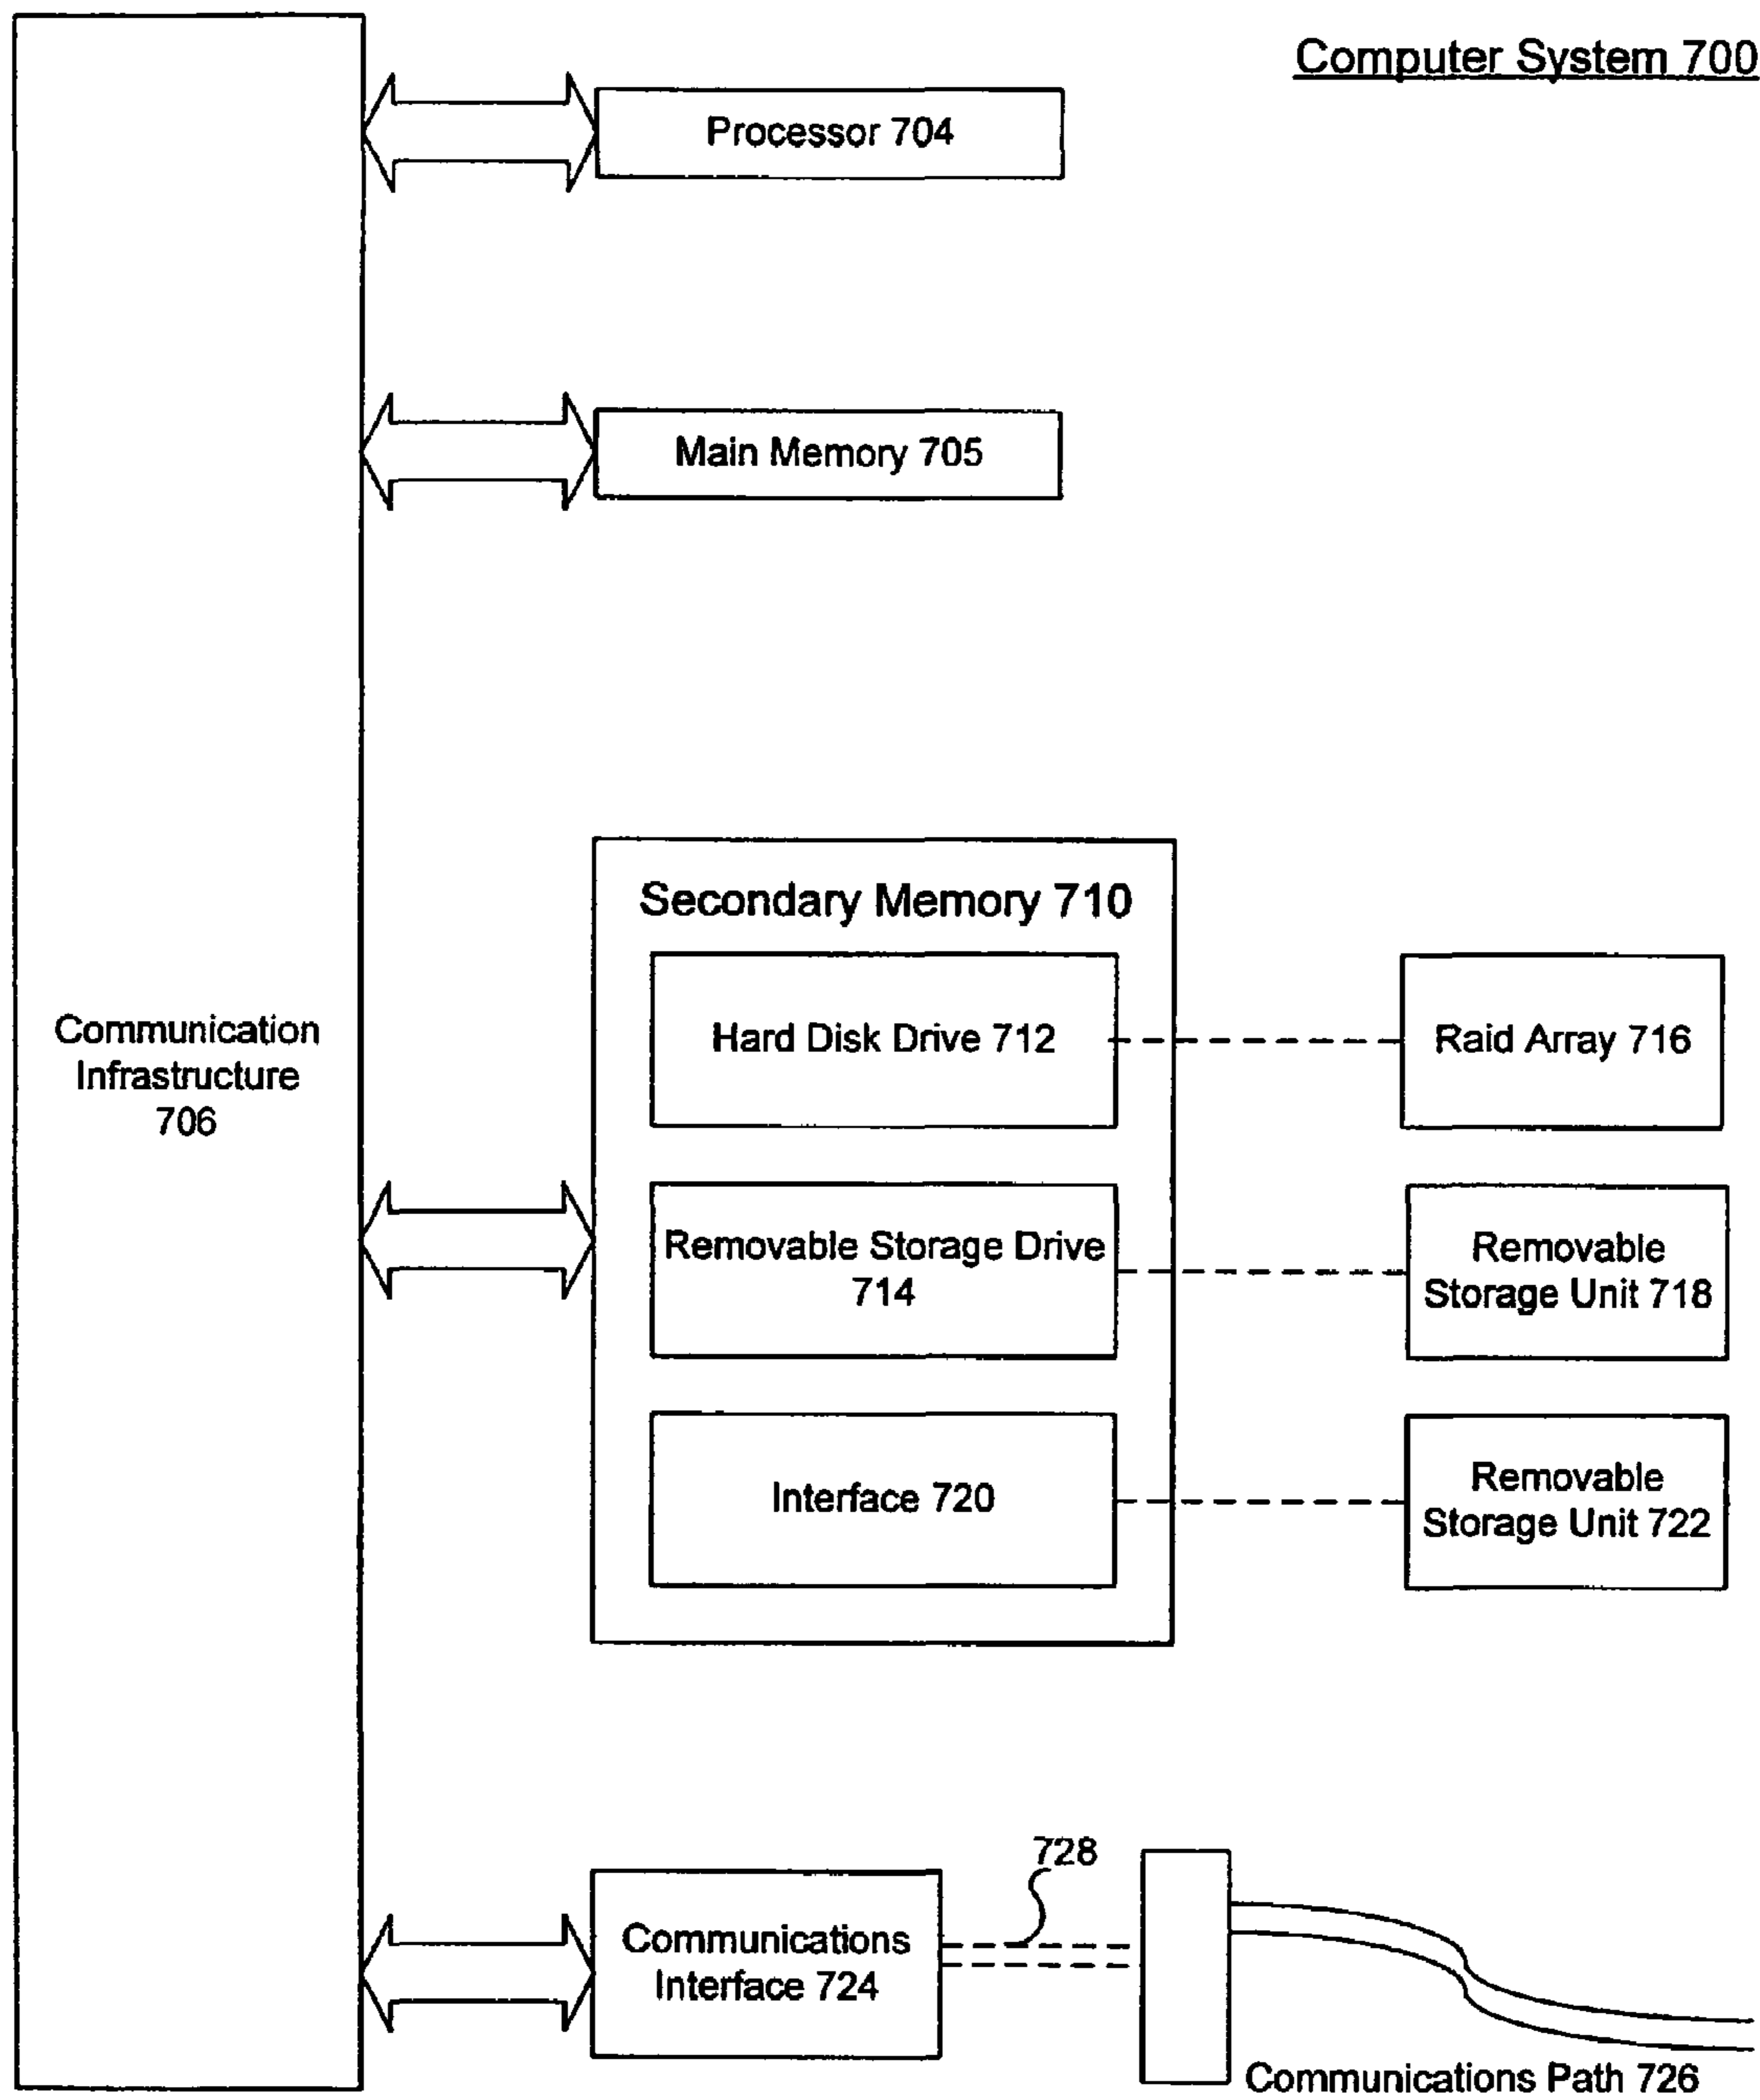 Computer System 700
Processor 704
Main Memory 705
Communication
Infrastructure
706
Secondary Memory 710
Hard Disk Drive 712
Raid Array 716
Removable Storage Drive
714
Removable
Storage Unit 718
Interface 720
Removable
Storage Unit 722
728
Communications
Interface 724
Communications Path 726